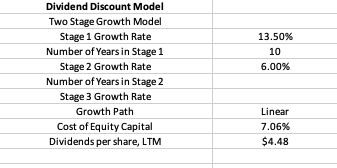 Dividend Discount Model
Two Stage Growth Model
Stage 1 Growth Rate 13.50%
Number of Years in Stage 1 10
Stage 2 Growth Rate 6.00%
Number of Years in Stage 2
Stage 3 Growth Rate
Growth Path Linear
Cost of Equity Capital 7.06%
Dividends per share, LTM $4.48